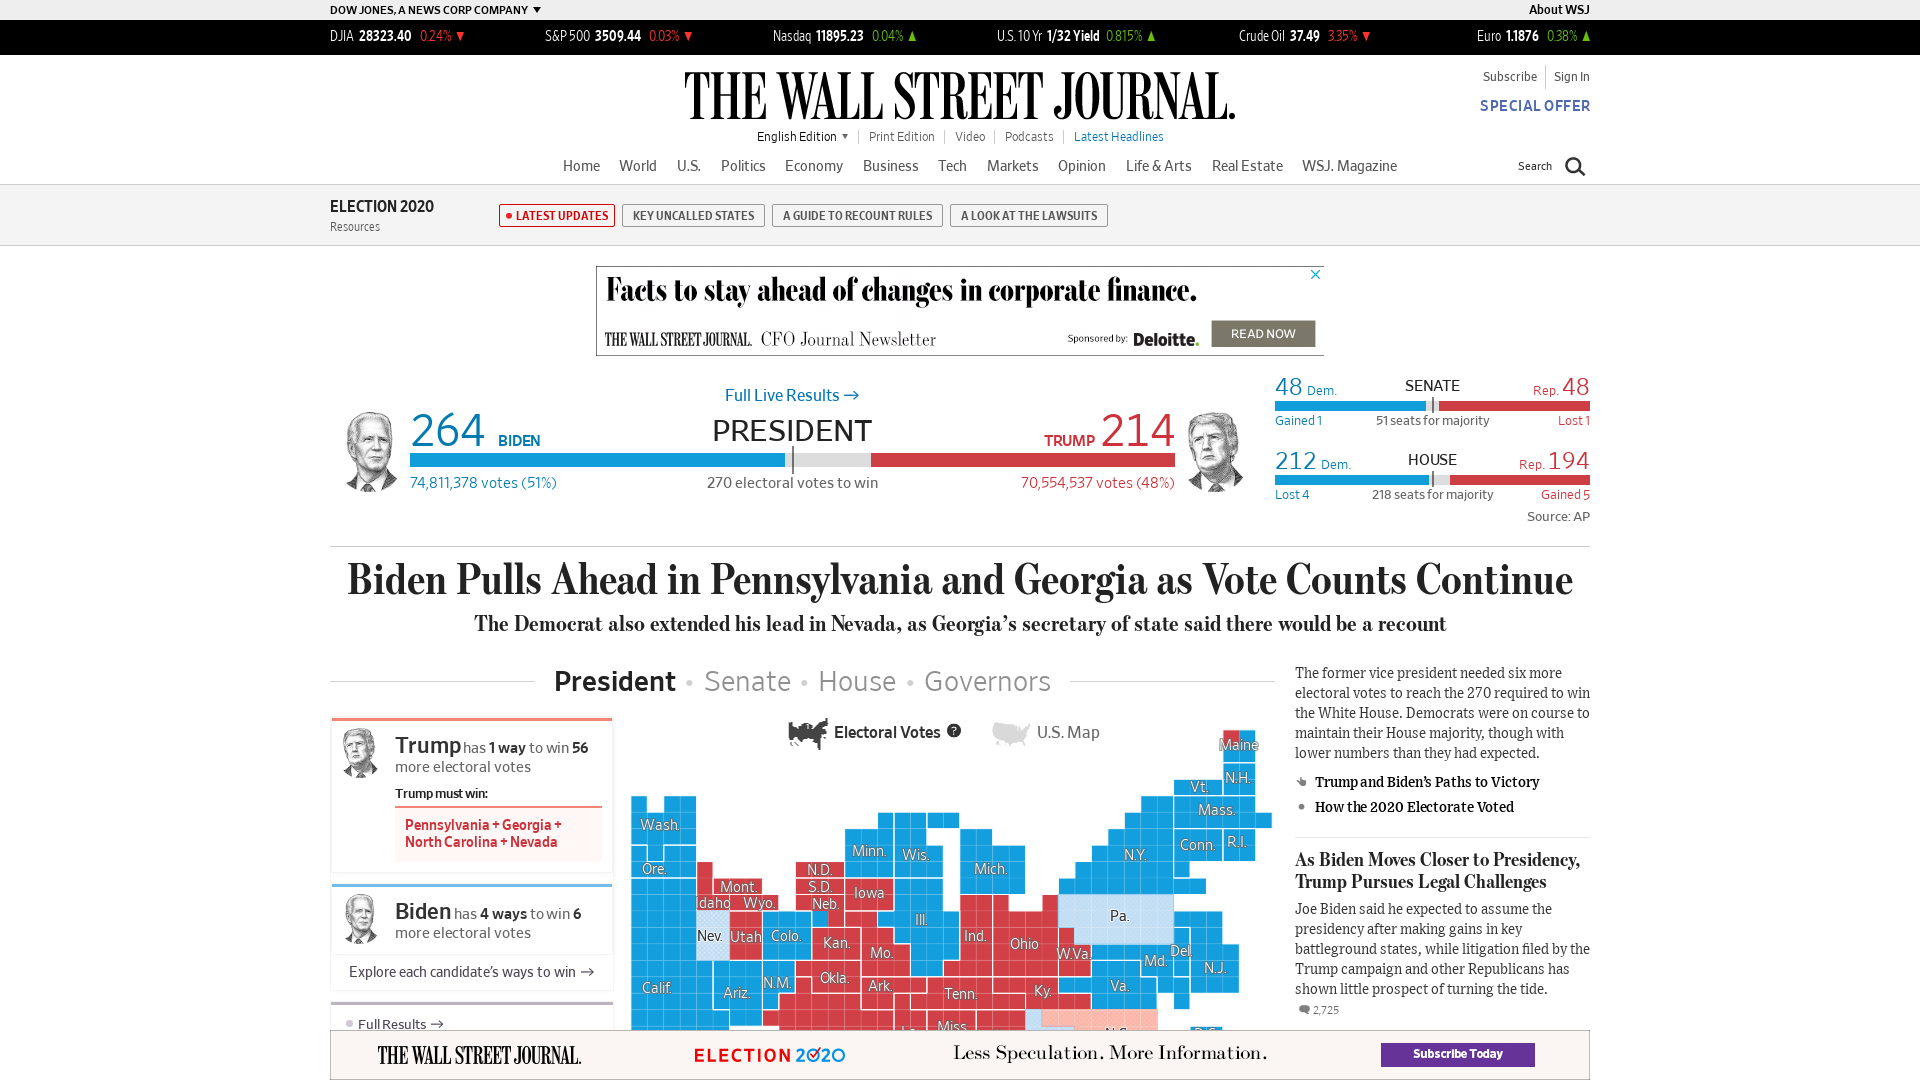 DOW JONES, A NEWS CORP COMPANY
About WSJ
DJIA 28323.40 0.24%
S&P 500 3509.44 0.03%
Nasdaq 11895.23 0.04%
U.S. 10 Yr 1/32 Yield 0.815%
Crude Oil 37.49 3.35%
Euro 1.1876 0.38%
THE WALL STREET JOURNAL.
Subscribe
Sign In
SPECIAL OFFER
English Edition
Print Edition
Video
Podcasts
Latest Headlines
Home World U.S. Politics Economy Business Tech Markets Opinion Life & Arts Real Estate WSJ. Magazine
Search
ELECTION 2020
Resources
LATEST UPDATES
KEY UNCALLED STATES
A GUIDE TO RECOUNT RULES
A LOOK AT THE LAWSUITS
Facts to stay ahead of changes in corporate finance.
THE WALL STREET JOURNAL. CFO Journal Newsletter
Sponsored by: Deloitte.
READ NOW
Full Live Results
264 BIDEN
PRESIDENT
TRUMP 214
74,811,378 votes (51%)
270 electoral votes to win
70,554,537 votes (48%)
48 Dem.
SENATE
Rep. 48
Gained 1
51 seats for majority
Lost 1
212 Dem.
HOUSE
Rep. 194
Lost 4
218 seats for majority
Gained 5
Source: AP
Biden Pulls Ahead in Pennsylvania and Georgia as Vote Counts Continue
The Democrat also extended his lead in Nevada, as Georgia’s secretary of state said there would be a recount
President • Senate • House • Governors
Trump has 1 way to win 56
more electoral votes
Trump must win:
Pennsylvania + Georgia +
North Carolina + Nevada
Biden has 4 ways to win 6
more electoral votes
Explore each candidate’s ways to win
Full Results
Electoral Votes ?
U.S. Map
Maine
N.H.
Vt.
Mass.
Wash.
Conn.
R.I.
Minn.
Wis.
N.Y.
Ore.
N.D.
Mich.
Mont.
S.D.
Iowa
Idaho
Wyo.
Neb.
Pa.
Ill.
Nev.
Utah
Colo.
Kan.
Ind.
Ohio
Mo.
W.Va.
Del.
Md.
N.J.
Calif.
Ariz.
N.M.
Okla.
Ark.
Tenn.
Ky.
Va.
Miss.
The former vice president needed six more
electoral votes to reach the 270 required to win
the White House. Democrats were on course to
maintain their House majority, though with
lower numbers than they had expected.
Trump and Biden’s Paths to Victory
How the 2020 Electorate Voted
As Biden Moves Closer to Presidency,
Trump Pursues Legal Challenges
Joe Biden said he expected to assume the
presidency after making gains in key
battleground states, while litigation filed by the
Trump campaign and other Republicans has
shown little prospect of turning the tide.
2,725
THE WALL STREET JOURNAL.
ELECTION 2020
Less Speculation. More Information.
Subscribe Today